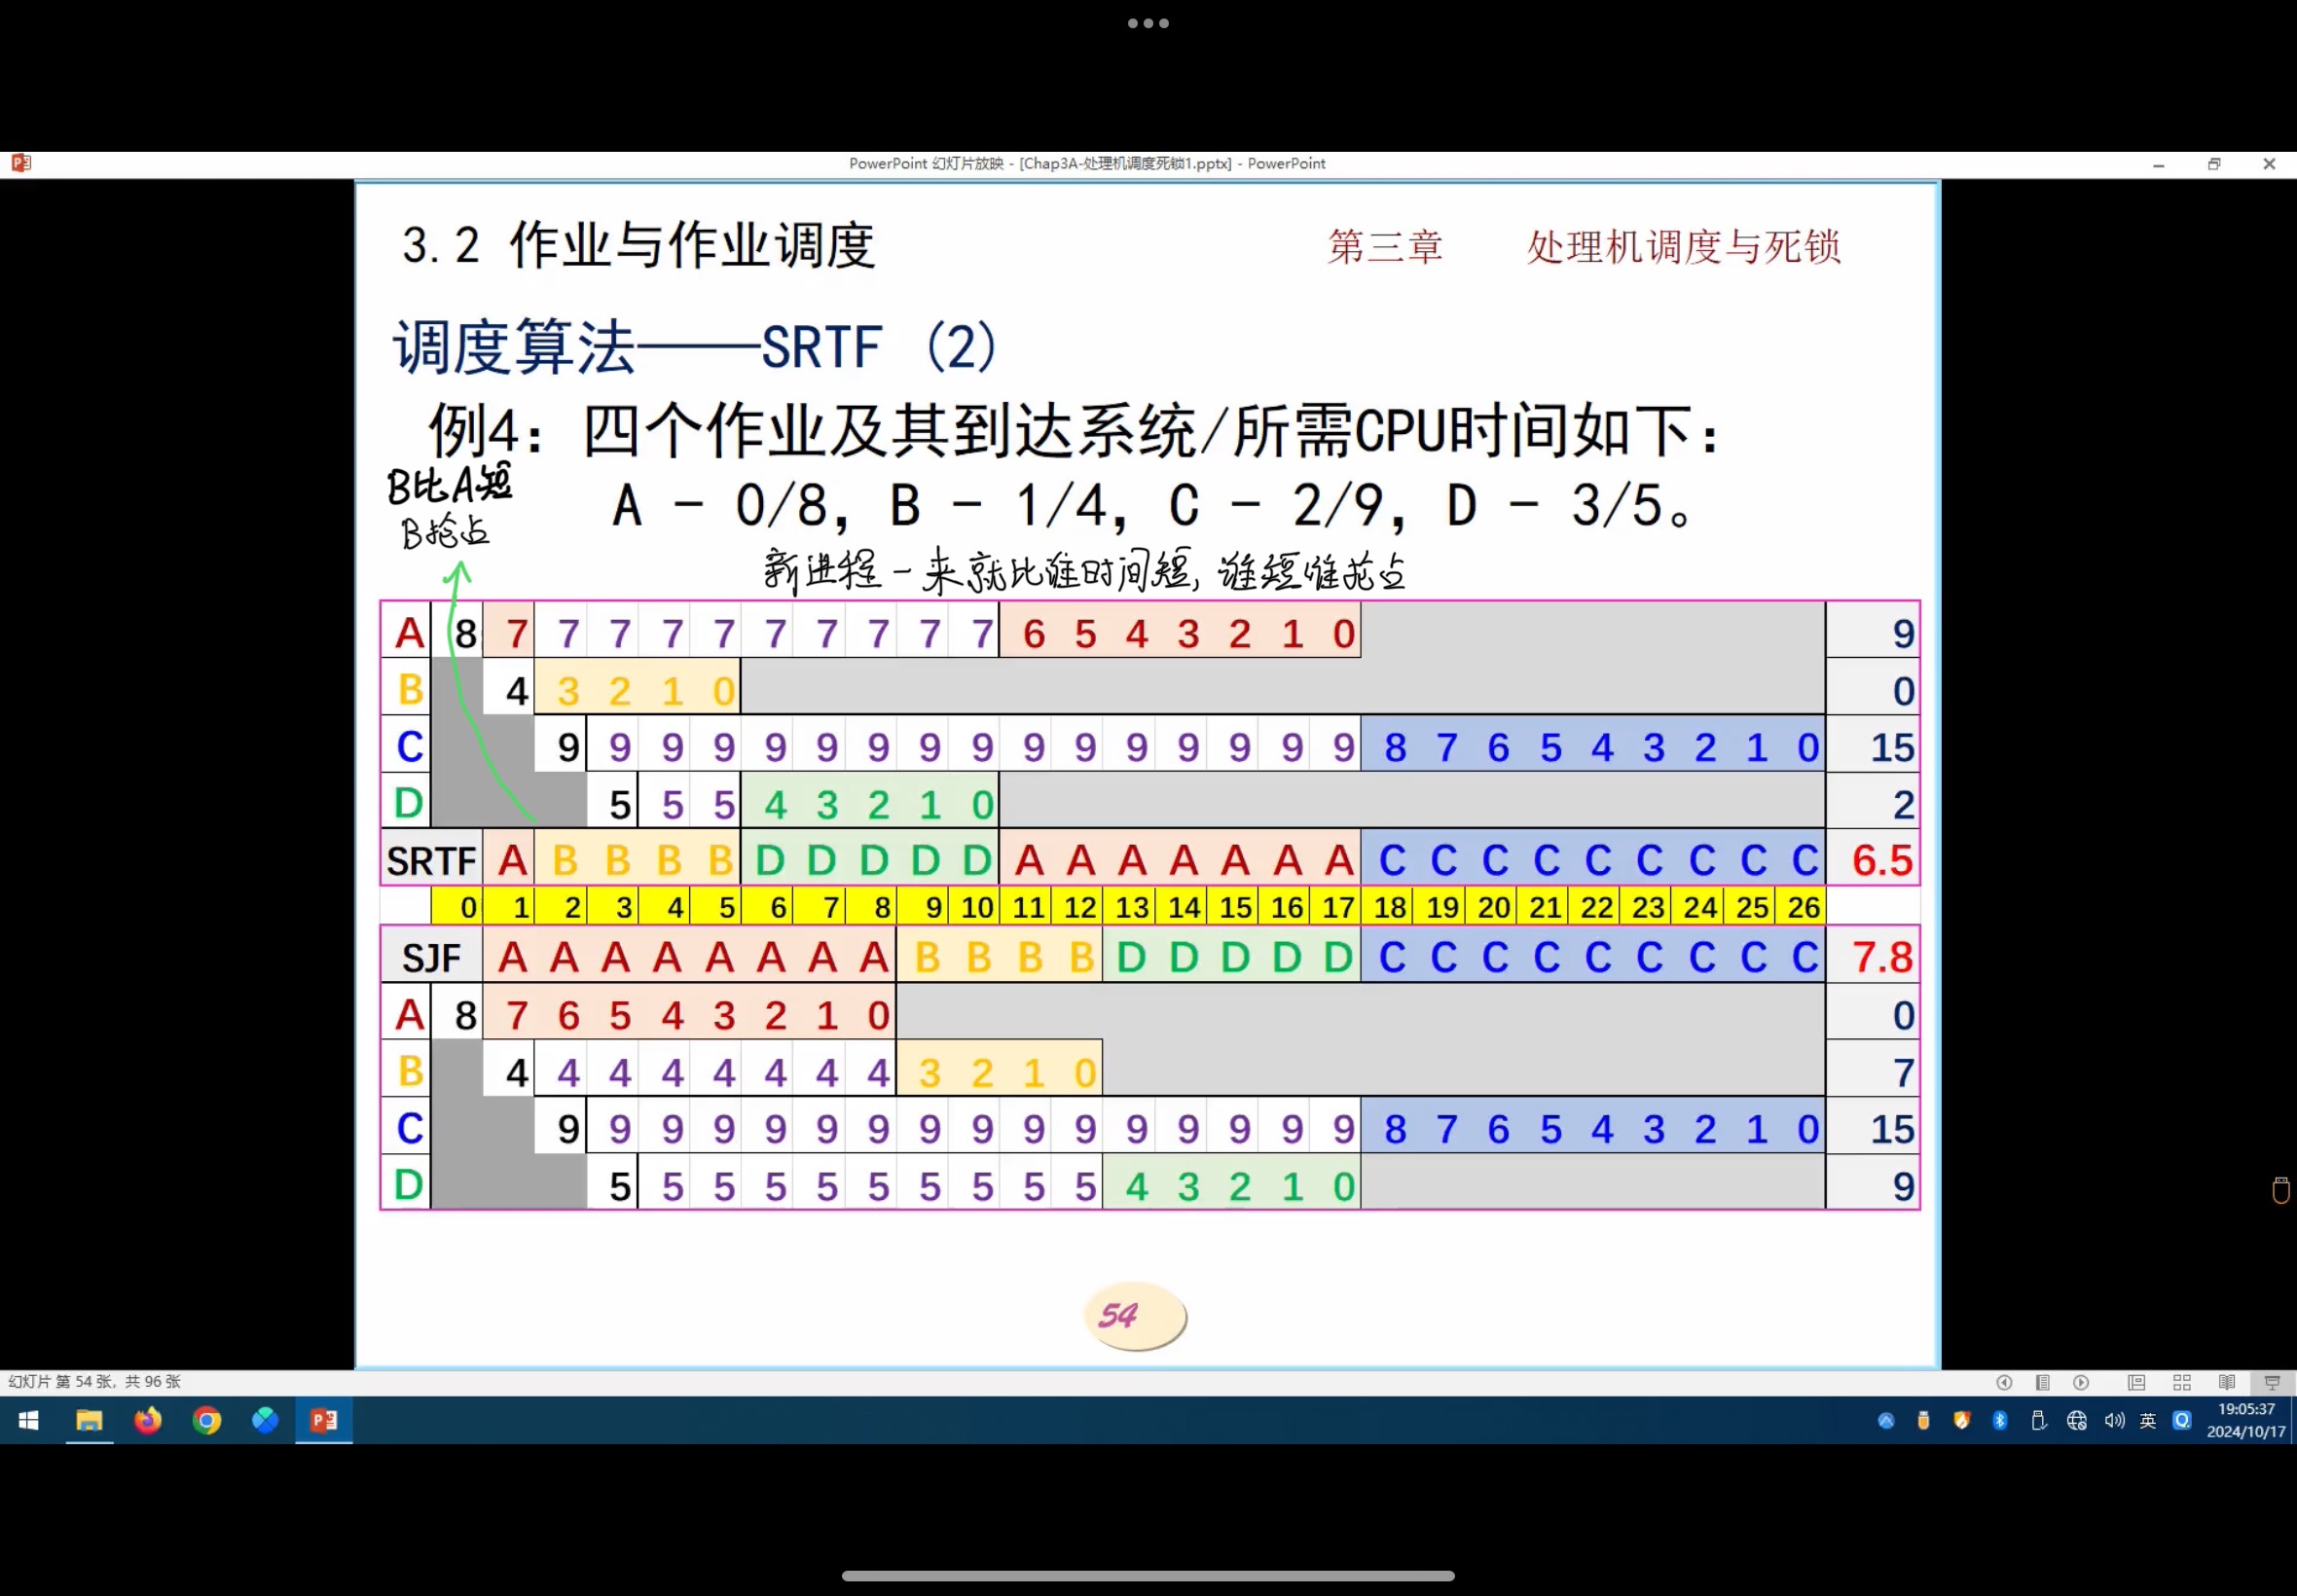 PowerPoint 幻灯片放映 - [Chap3A-处理机调度死锁1.pptx] - PowerPoint
3.2 作业与作业调度
第三章 处理机调度与死锁
调度算法——SRTF (2)
例4: 四个作业及其到达系统/所需CPU时间如下:
B比A短
A - 0/8, B - 1/4, C - 2/9, D - 3/5。
B抢占
新进程一来就比谁时间短, 谁短谁抢占
A 8 7 7 7 7 7 7 7 7 7 7 6 5 4 3 2 1 0 9
B 4 3 2 1 0 0
C 9 9 9 9 9 9 9 9 9 9 9 9 9 9 9 9 8 7 6 5 4 3 2 1 0 15
D 5 5 5 4 3 2 1 0 2
SRTF A B B B B D D D D D A A A A A A A C C C C C C C C C 6.5
0 1 2 3 4 5 6 7 8 9 10 11 12 13 14 15 16 17 18 19 20 21 22 23 24 25 26
SJF A A A A A A A A B B B B D D D D D C C C C C C C C C 7.8
A 8 7 6 5 4 3 2 1 0 0
B 4 4 4 4 4 4 4 4 3 2 1 0 7
C 9 9 9 9 9 9 9 9 9 9 9 9 9 9 9 9 8 7 6 5 4 3 2 1 0 15
D 5 5 5 5 5 5 5 5 5 5 4 3 2 1 0 9
54
幻灯片 第 54 张, 共 96 张
英
19:05:37
2024/10/17